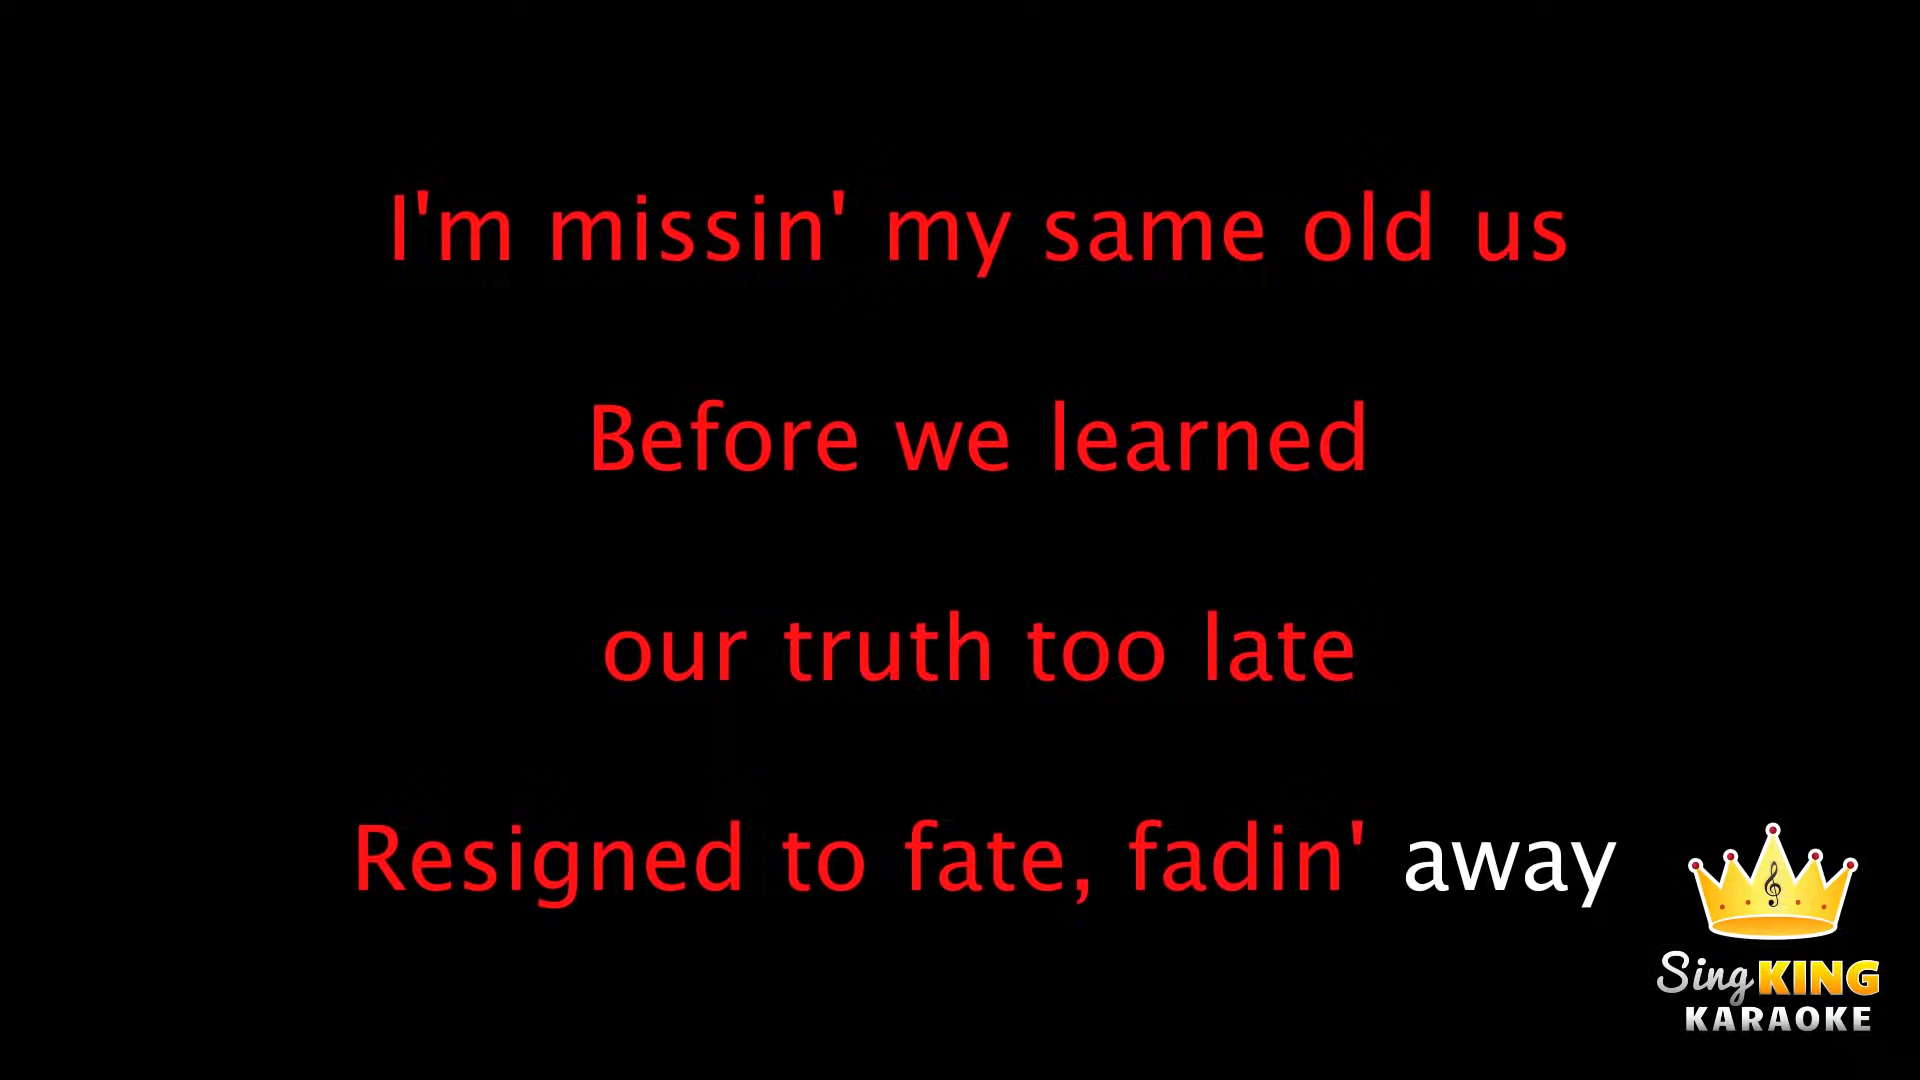 I'm missin' my same old us
Before we learned
our truth too late
Resigned to fate, fadin' away
Sing KING
KARAOKE